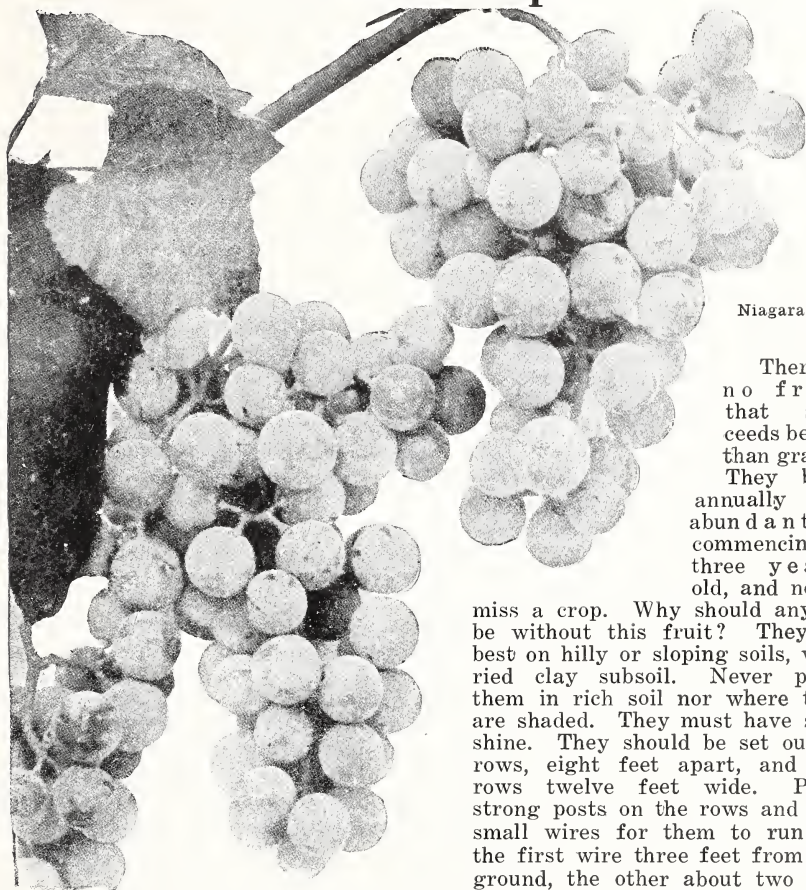 Niagara
Ther
no fr
that
ceeds be
than gra
They
annually
abundant
commencin
three yea
old, and n
miss a crop. Why should any
be without this fruit? They
best on hilly or sloping soils,
ried clay subsoil. Never p
them in rich soil nor where t
are shaded. They must have s
shine. They should be set ou
rows, eight feet apart, and
rows twelve feet wide. P
strong posts on the rows and
small wires for them to run
the first wire three feet from
ground, the other about two